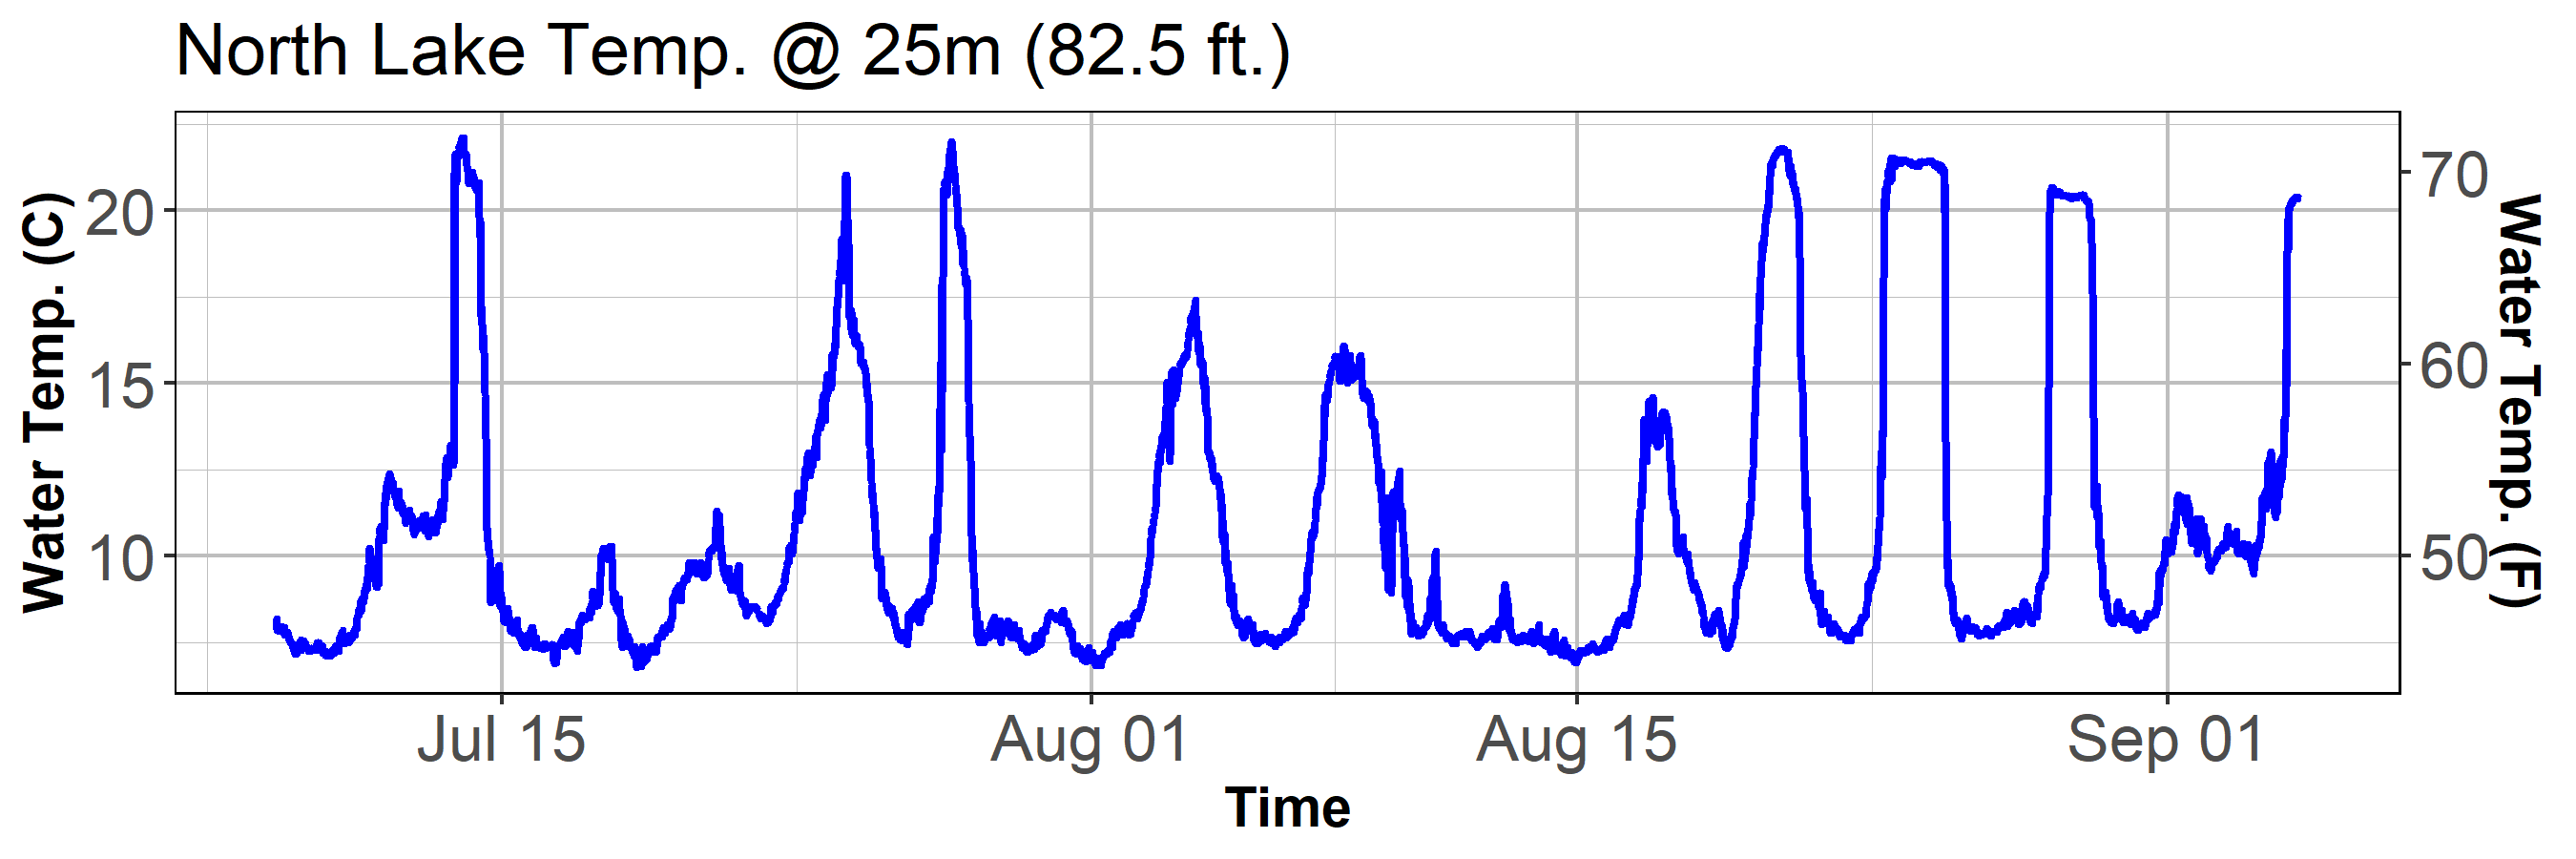 North Lake Temp. @ 25m (82.5 ft.)
Water Temp. (C)
20
15
10
70
60
50
Water Temp. (F)
Jul 15
Aug 01
Aug 15
Sep 01
Time